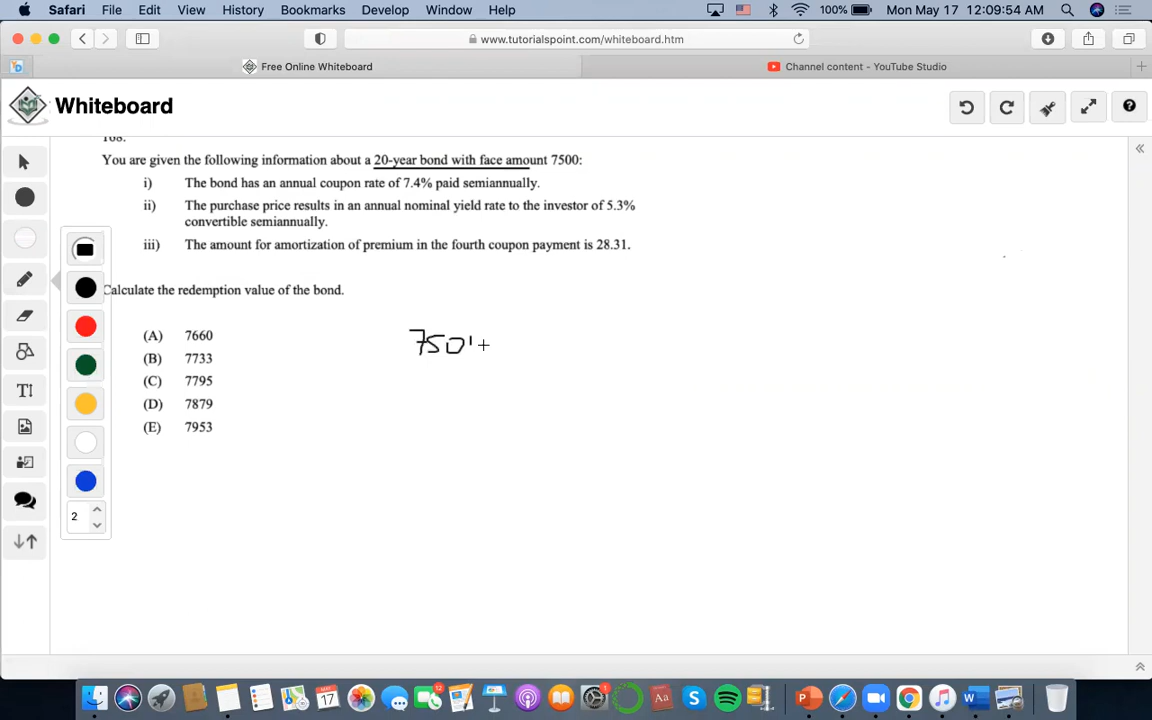 Safari File Edit View History Bookmarks Develop Window Help 100% Mon May 17 12:09:54 AM
www.tutorialspoint.com/whiteboard.htm
Free Online Whiteboard Channel content - YouTube Studio
Whiteboard
168.
You are given the following information about a 20-year bond with face amount 7500:
i) The bond has an annual coupon rate of 7.4% paid semiannually.
ii) The purchase price results in an annual nominal yield rate to the investor of 5.3%
convertible semiannually.
iii) The amount for amortization of premium in the fourth coupon payment is 28.31.
Calculate the redemption value of the bond.
(A) 7660
(B) 7733
(C) 7795
(D) 7879
(E) 7953
750
2